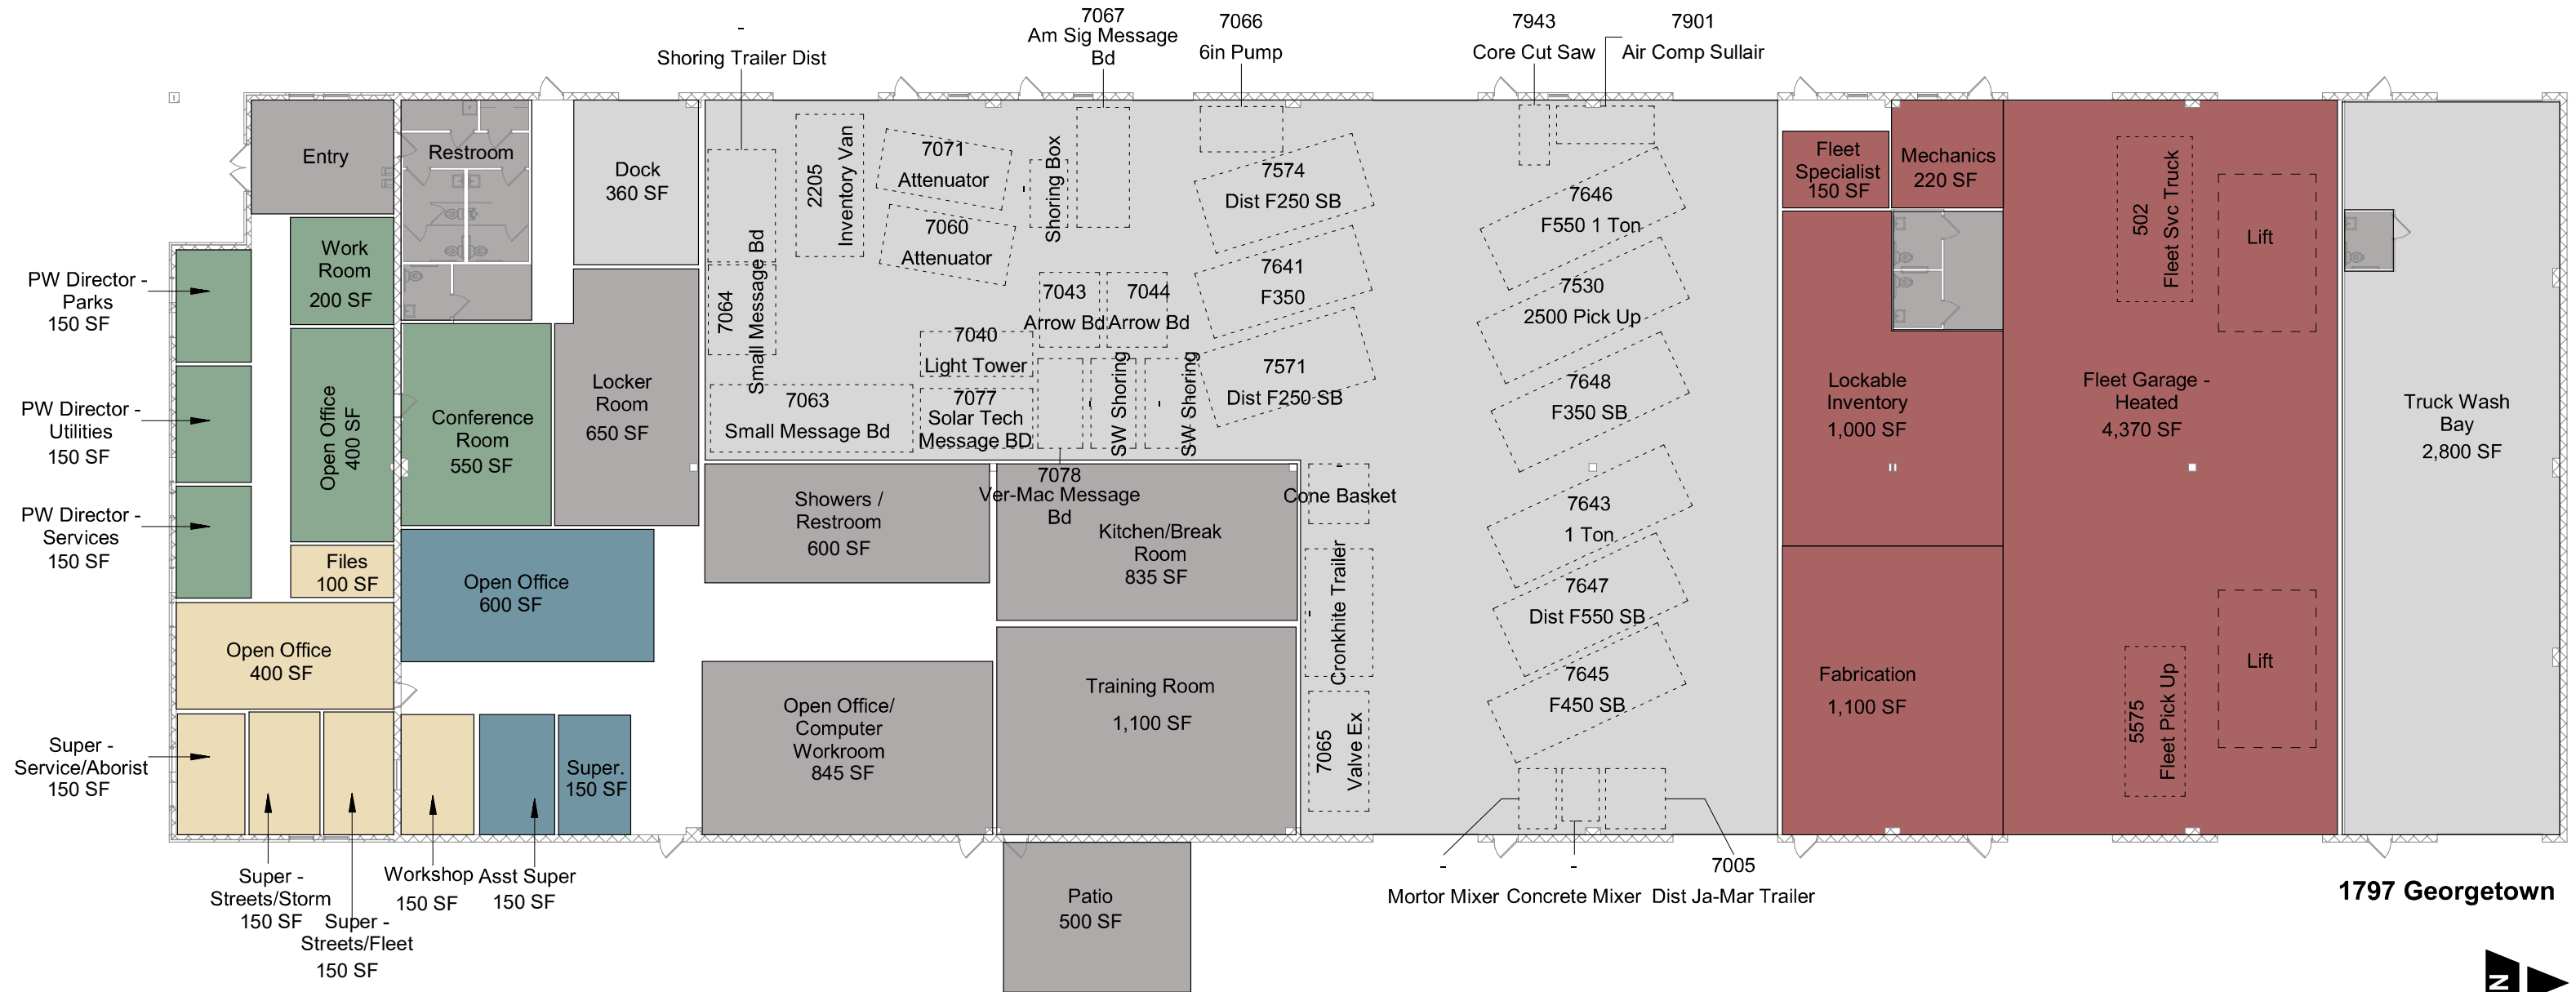 -
Shoring Trailer Dist
7067
Am Sig Message
Bd
7066
6in Pump
7943
Core Cut Saw
7901
Air Comp Sullair
Entry
Restroom
Dock
360 SF
2205
Inventory Van
7071
Attenuator
7060
Attenuator
-
Shoring Box
7574
Dist F250 SB
7646
F550 1 Ton
Fleet
Specialist
150 SF
Mechanics
220 SF
502
Fleet Svc Truck
Lift
PW Director -
Parks
150 SF
Work
Room
200 SF
7064
Small Message Bd
7043
Arrow Bd
7044
Arrow Bd
7641
F350
7530
2500 Pick Up
7040
Light Tower
7571
Dist F250 SB
7648
F350 SB
PW Director -
Utilities
150 SF
Open Office
400 SF
Conference
Room
550 SF
Locker
Room
650 SF
7063
Small Message Bd
7077
Solar Tech
Message BD
-
SW Shoring
-
SW Shoring
Lockable
Inventory
1,000 SF
Fleet Garage -
Heated
4,370 SF
Truck Wash
Bay
2,800 SF
PW Director -
Services
150 SF
Showers /
Restroom
600 SF
7078
Ver-Mac Message
Bd
Kitchen/Break
Room
835 SF
-
Cone Basket
7643
1 Ton
Files
100 SF
Open Office
600 SF
-
Cronkhite Trailer
7647
Dist F550 SB
Open Office
400 SF
Training Room
1,100 SF
7645
F450 SB
Fabrication
1,100 SF
Lift
5575
Fleet Pick Up
Super -
Service/Aborist
150 SF
Super.
150 SF
Open Office/
Computer
Workroom
845 SF
7065
Valve Ex
Super -
Streets/Storm
150 SF
Super -
Streets/Fleet
150 SF
Workshop
150 SF
Asst Super
150 SF
Patio
500 SF
-
Mortor Mixer
-
Concrete Mixer
7005
Dist Ja-Mar Trailer
1797 Georgetown
N